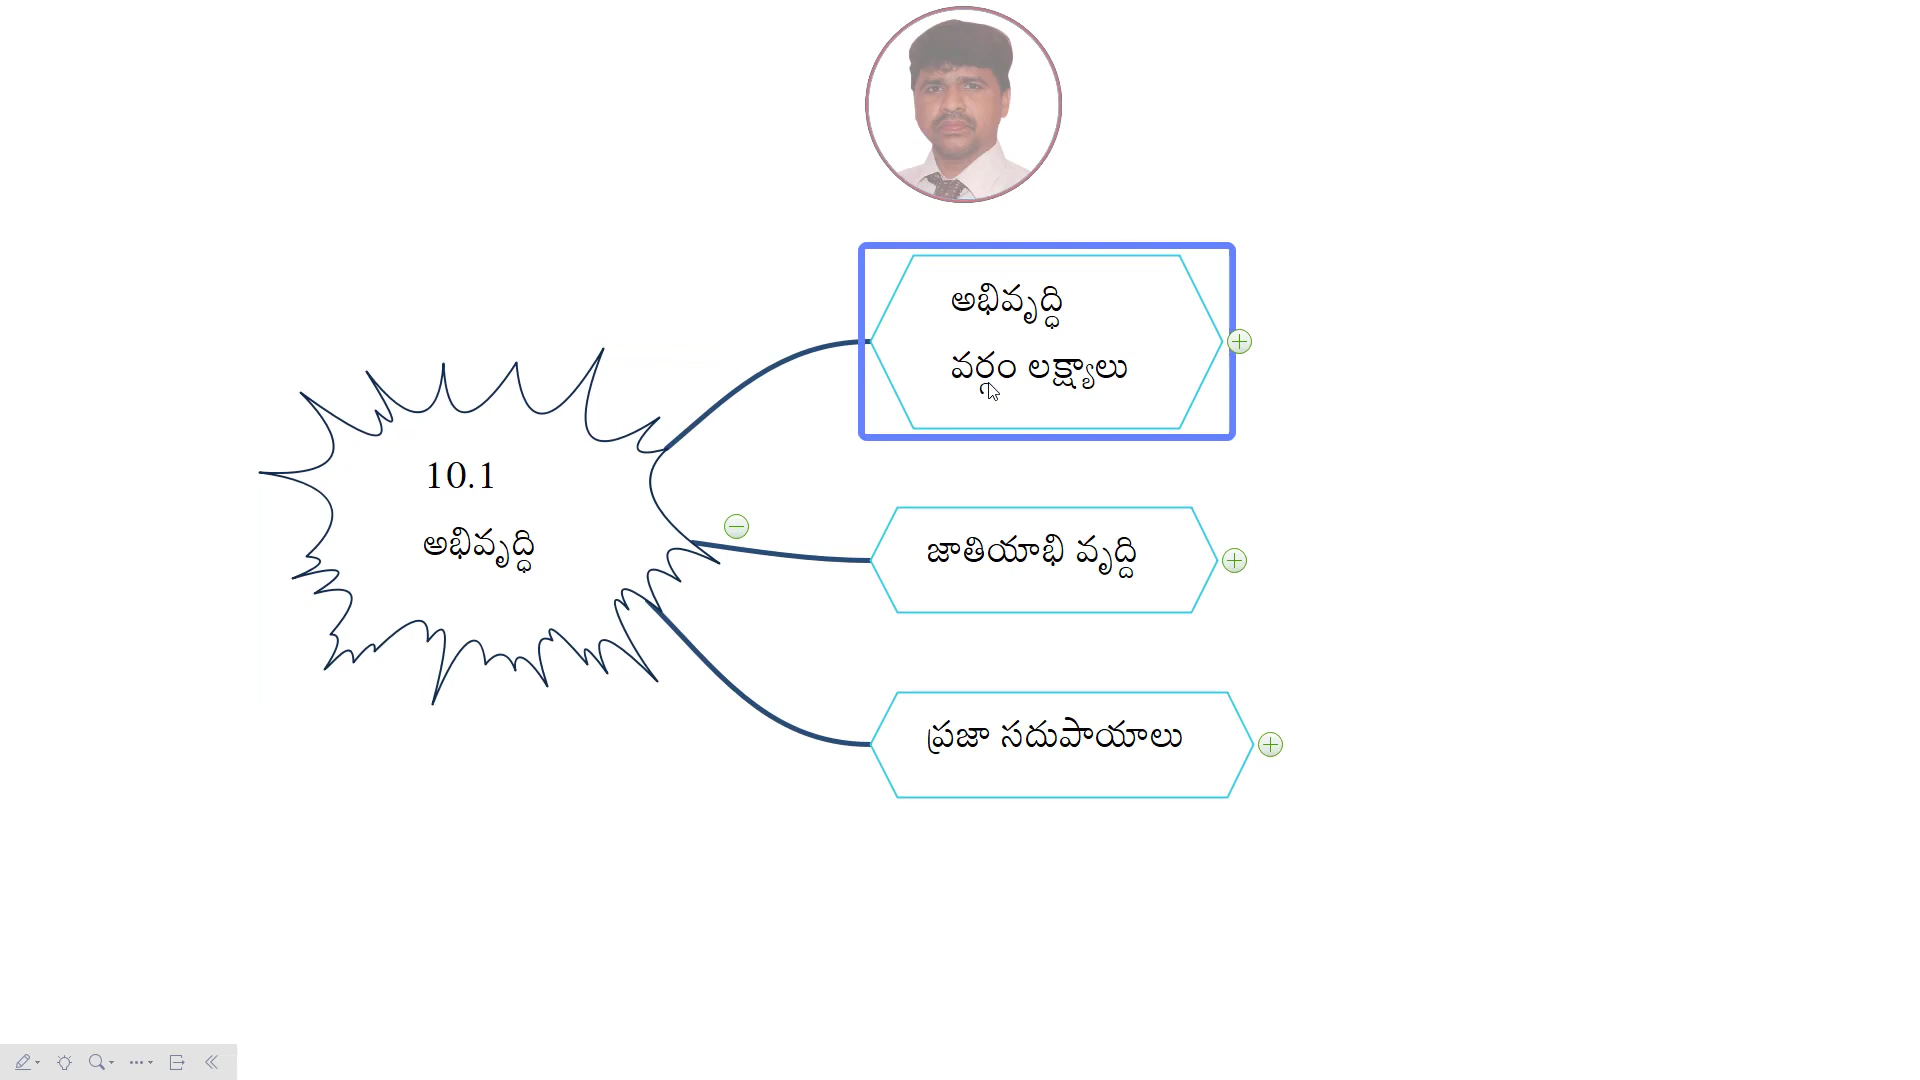 10.1
అభివృద్ధి
అభివృద్ధి
వర్గం లక్ష్యాలు
జాతియాభి వృద్ది
ప్రజా సదుపాయాలు